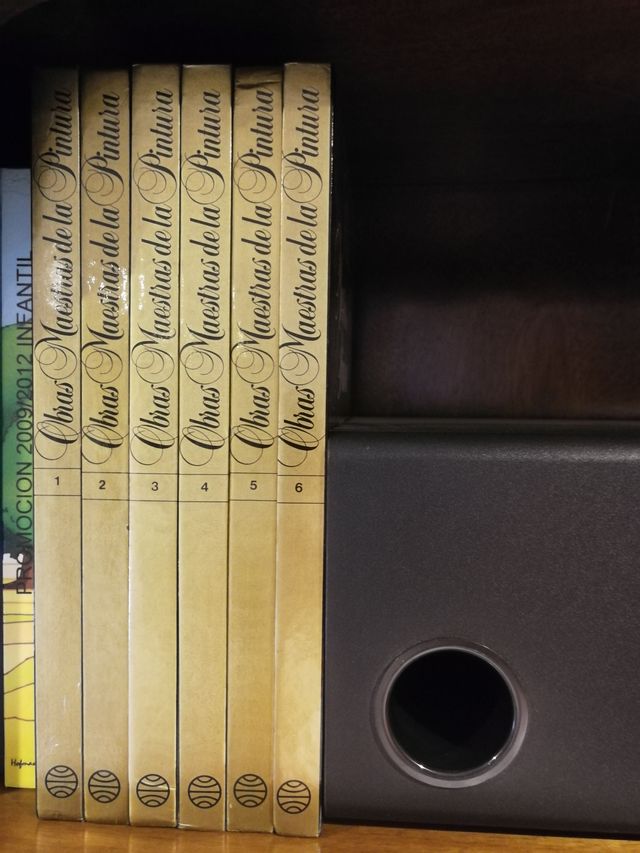 PROMOCION 2009/2012 INFANTIL
Hofman
Obras Maestras de la Pintura
1
Obras Maestras de la Pintura
2
Obras Maestras de la Pintura
3
Obras Maestras de la Pintura
4
Obras Maestras de la Pintura
5
Obras Maestras de la Pintura
6